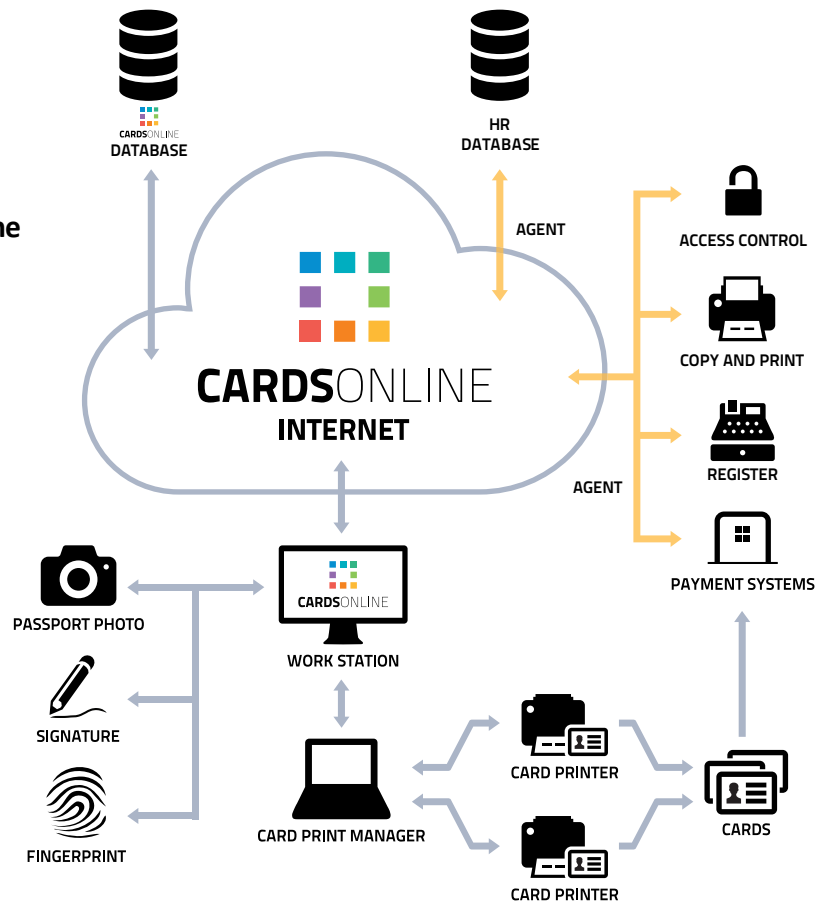 CARDSONLINE
DATABASE
HR
DATABASE
ne
AGENT
ACCESS CONTROL
COPY AND PRINT
CARDSONLINE
INTERNET
REGISTER
AGENT
PAYMENT SYSTEMS
CARDSONLINE
WORK STATION
PASSPORT PHOTO
SIGNATURE
FINGERPRINT
CARD PRINT MANAGER
CARD PRINTER
CARD PRINTER
CARDS